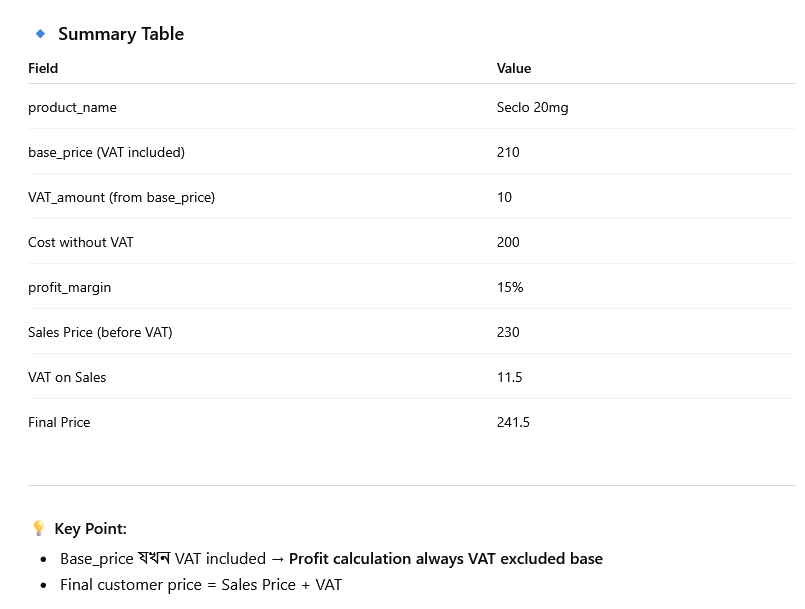 🔹 Summary Table
Field Value
product_name Seclo 20mg
base_price (VAT included) 210
VAT_amount (from base_price) 10
Cost without VAT 200
profit_margin 15%
Sales Price (before VAT) 230
VAT on Sales 11.5
Final Price 241.5
💡 Key Point:
• Base_price যখন VAT included → Profit calculation always VAT excluded base
• Final customer price = Sales Price + VAT